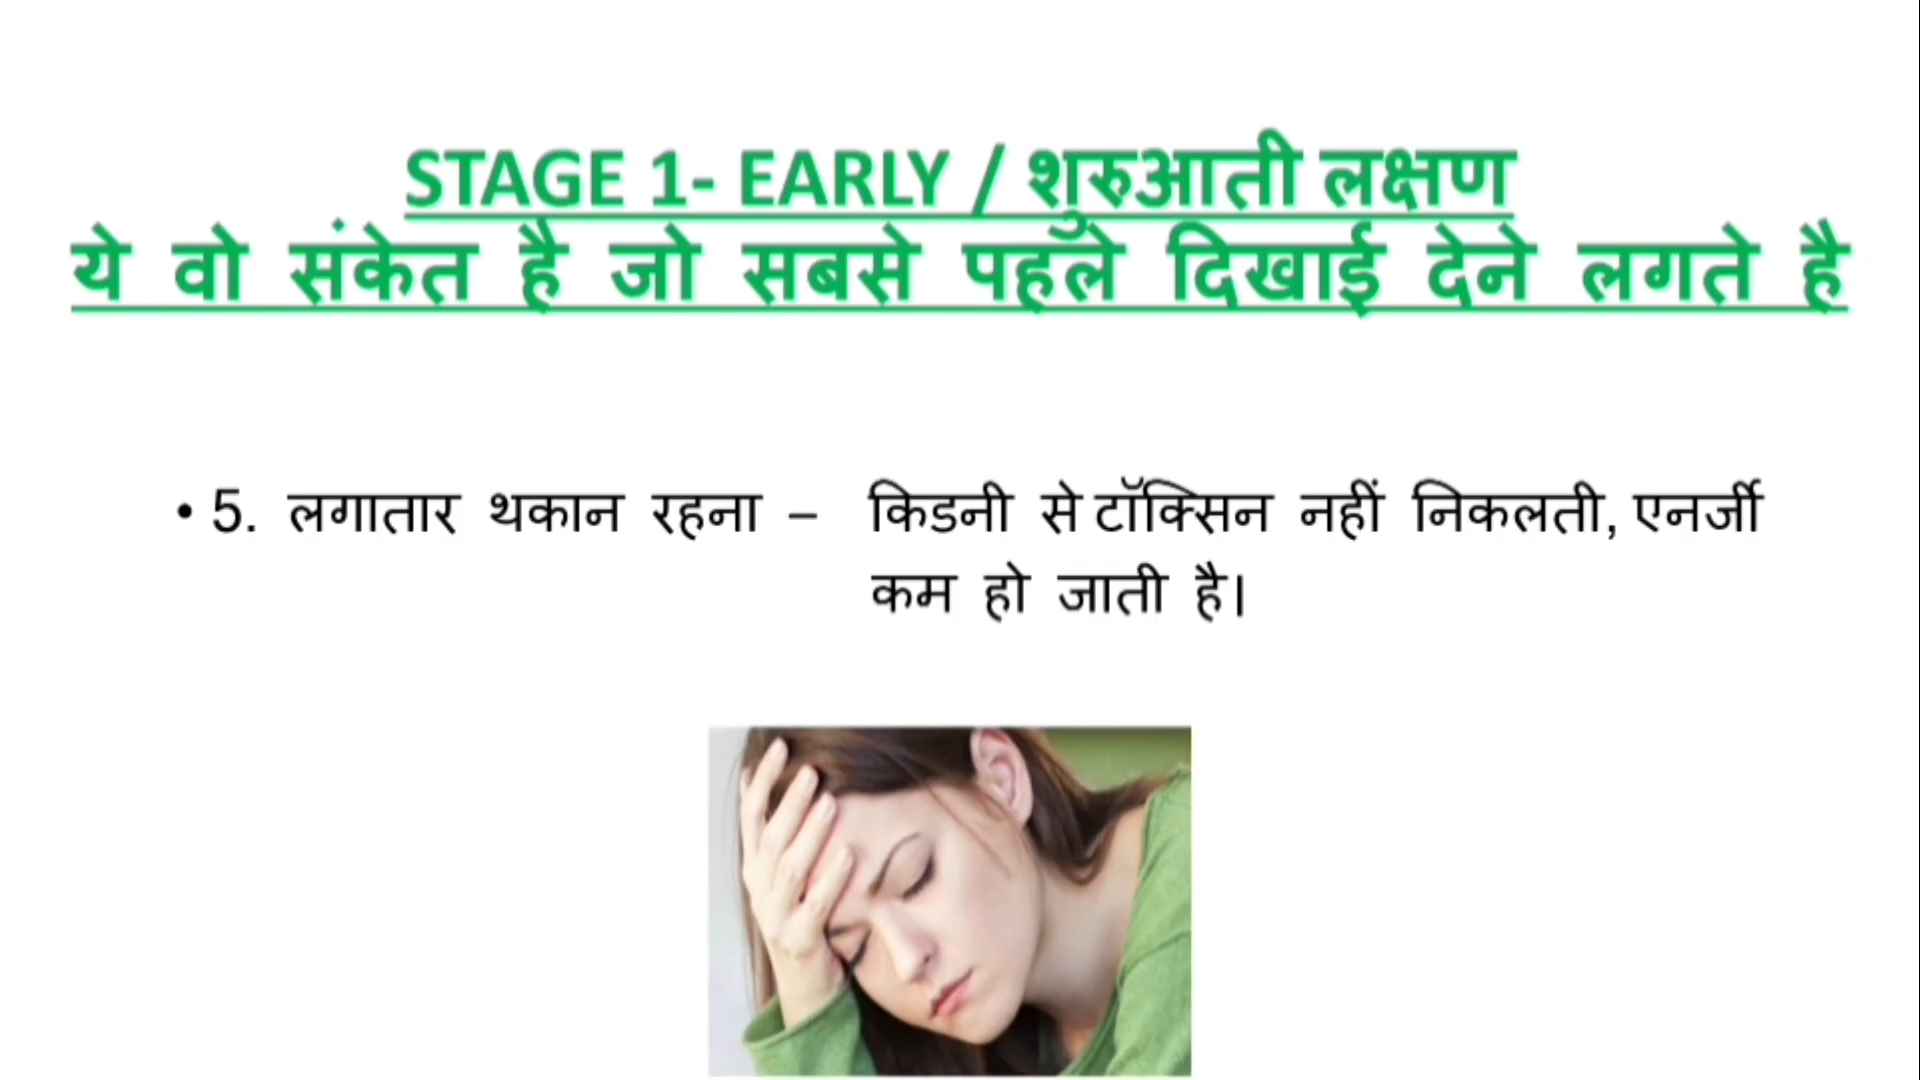 STAGE 1- EARLY / शुरुआती लक्षण
ये वो संकेत है जो सबसे पहले दिखाई देने लगते है
• 5. लगातार थकान रहना – किडनी से टॉक्सिन नहीं निकलती, एनर्जी
कम हो जाती है।